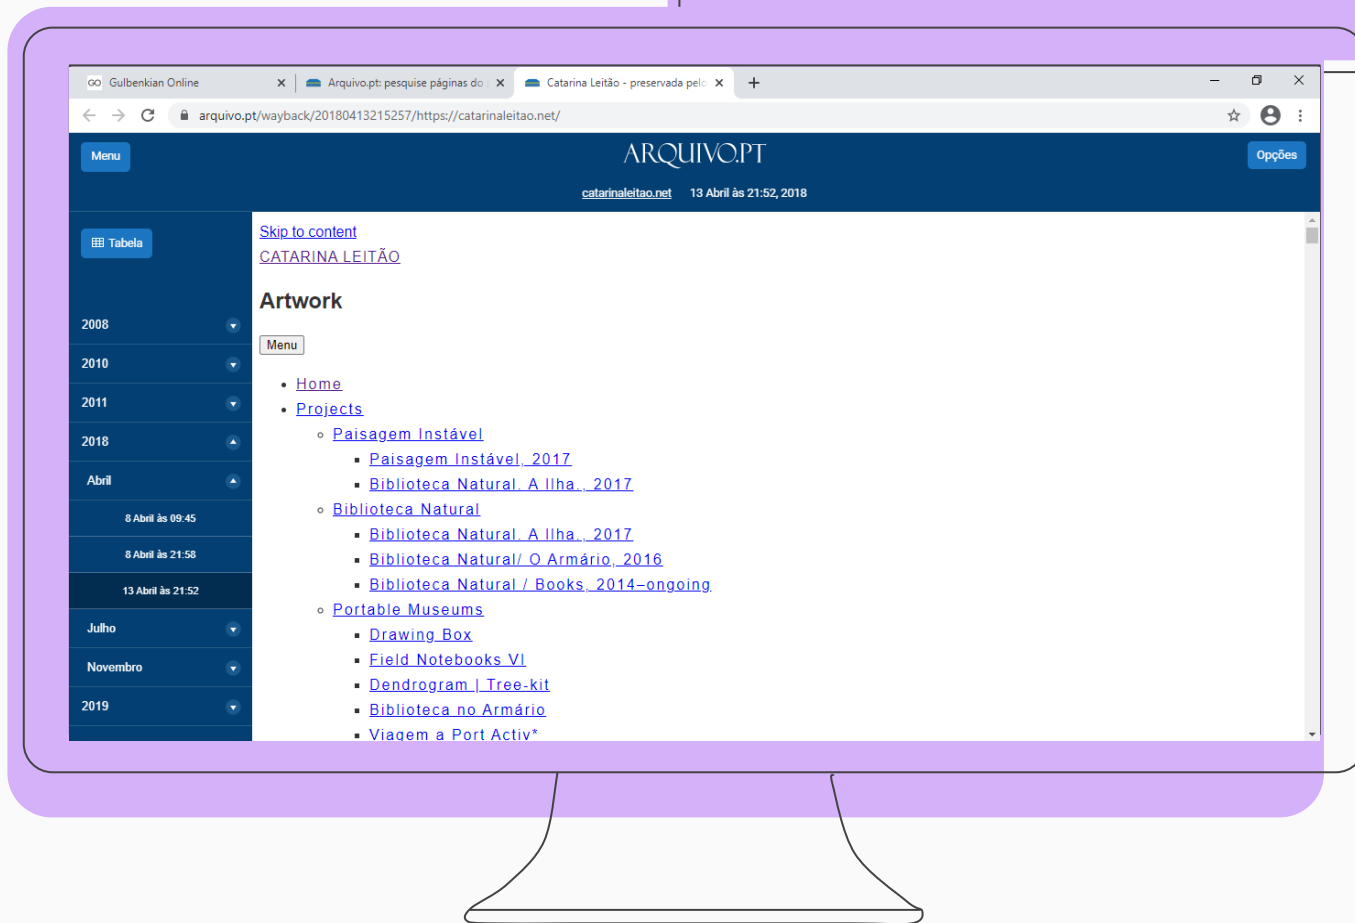 GO Gulbenkian Online
Arquivo.pt: pesquise páginas do
Catarina Leitão - preservada pelo
arquivo.pt/wayback/20180413215257/https://catarinaleitao.net/
Menu
ARQUIVO.PT
Opções
catarinaleitao.net 13 Abril às 21:52, 2018
Tabela
2008
2010
2011
2018
Abril
8 Abril às 09:45
8 Abril às 21:58
13 Abril às 21:52
Julho
Novembro
2019
Skip to content
CATARINA LEITÃO
Artwork
Menu
Home
Projects
Paisagem Instável
Paisagem Instável, 2017
Biblioteca Natural. A Ilha., 2017
Biblioteca Natural
Biblioteca Natural. A Ilha., 2017
Biblioteca Natural/ O Armário, 2016
Biblioteca Natural / Books, 2014–ongoing
Portable Museums
Drawing Box
Field Notebooks VI
Dendrogram | Tree-kit
Biblioteca no Armário
Viagem a Port Activ*